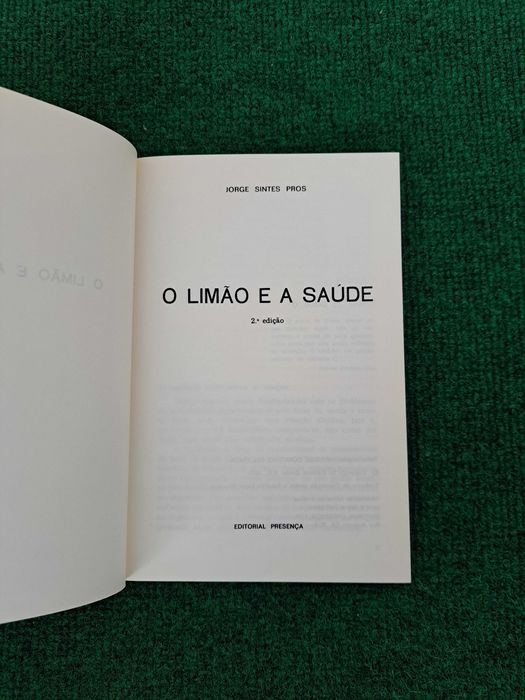 JORGE SINTES PROS
O LIMÃO E A SAÚDE
2.ª edição
EDITORIAL PRESENÇA